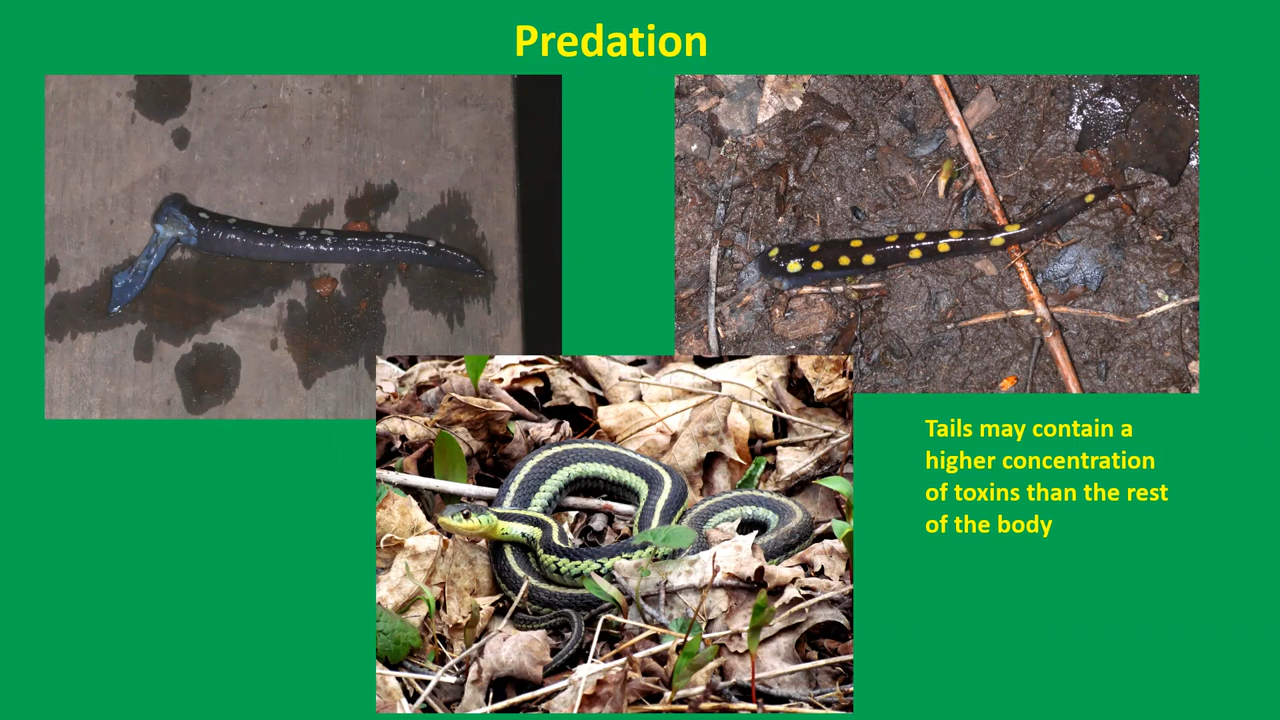 Predation
Tails may contain a
higher concentration
of toxins than the rest
of the body